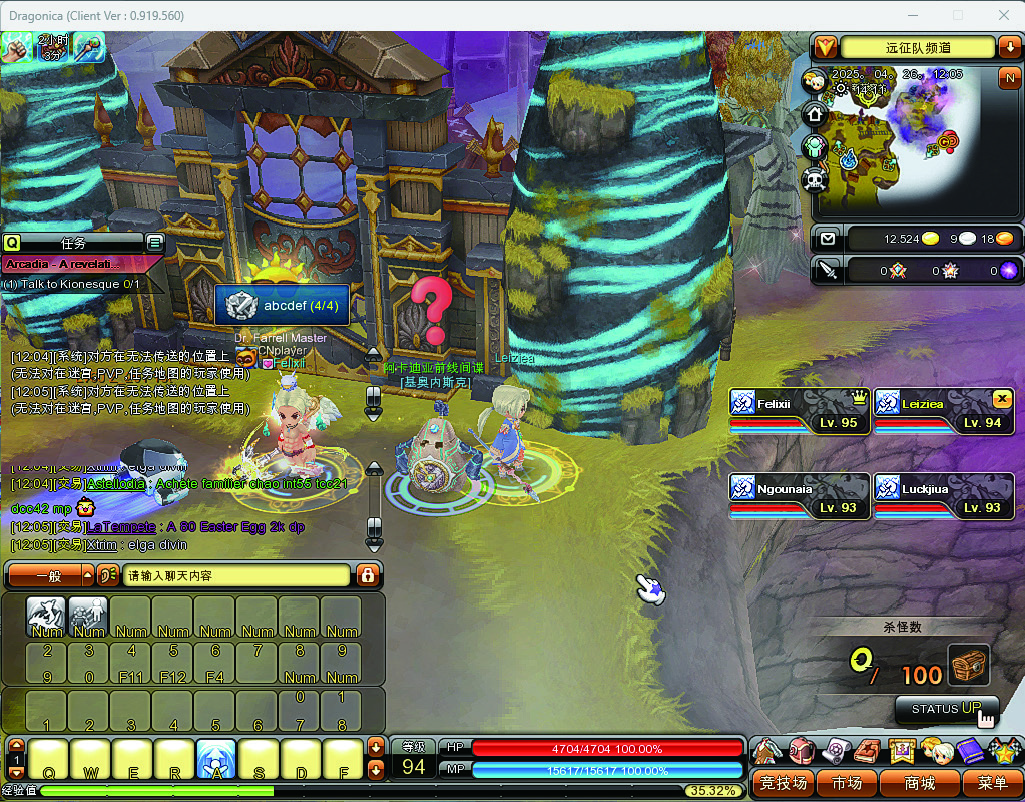 Dragonica (Client Ver : 0.919.560)
2小时
3分
远征队频道
2025。 04。 26。 12:05
14:16
N
12.524 9 18
0 0 0
Q 任务
Arcadia - A revelati...
(1) Talk to Kionesque 0/1
abcdef (4/4)
Dr. Farrell Master
CNplayer
Felixii
Leiziea
阿卡迪亚前线间谍
[基奥内斯克]
[12:04][系统]对方在无法传送的位置上
(无法对在迷宫,PVP,任务地图的玩家使用)
[12:05][系统]对方在无法传送的位置上
(无法对在迷宫,PVP,任务地图的玩家使用)
[12:04][交易]Xtrim : elga divin
[12:04][交易]Astellodia : Achète familier chao int55 tcc21
dcc42 mp
[12:05][交易]LaTempete : A 60 Easter Egg 2k dp
[12:05][交易]Xtrim : elga divin
Felixii
Lv. 95
Leiziea
Lv. 94
Ngounaia
Lv. 93
Luckjiua
Lv. 93
一般
请输入聊天内容
Num Num Num Num Num Num Num Num
2 3 4 5 6 7 8 9
9 0 F11 F12 F4 Num Num
0 1
1 2 3 4 5 6 7 8
杀怪数
0/ 100
STATUS UP
1
Q W E R A S D F
等级
94
HP 4704/4704 100.00%
MP 15617/15617 100.00%
竞技场 市场 商城 菜单
经验值 35.32%